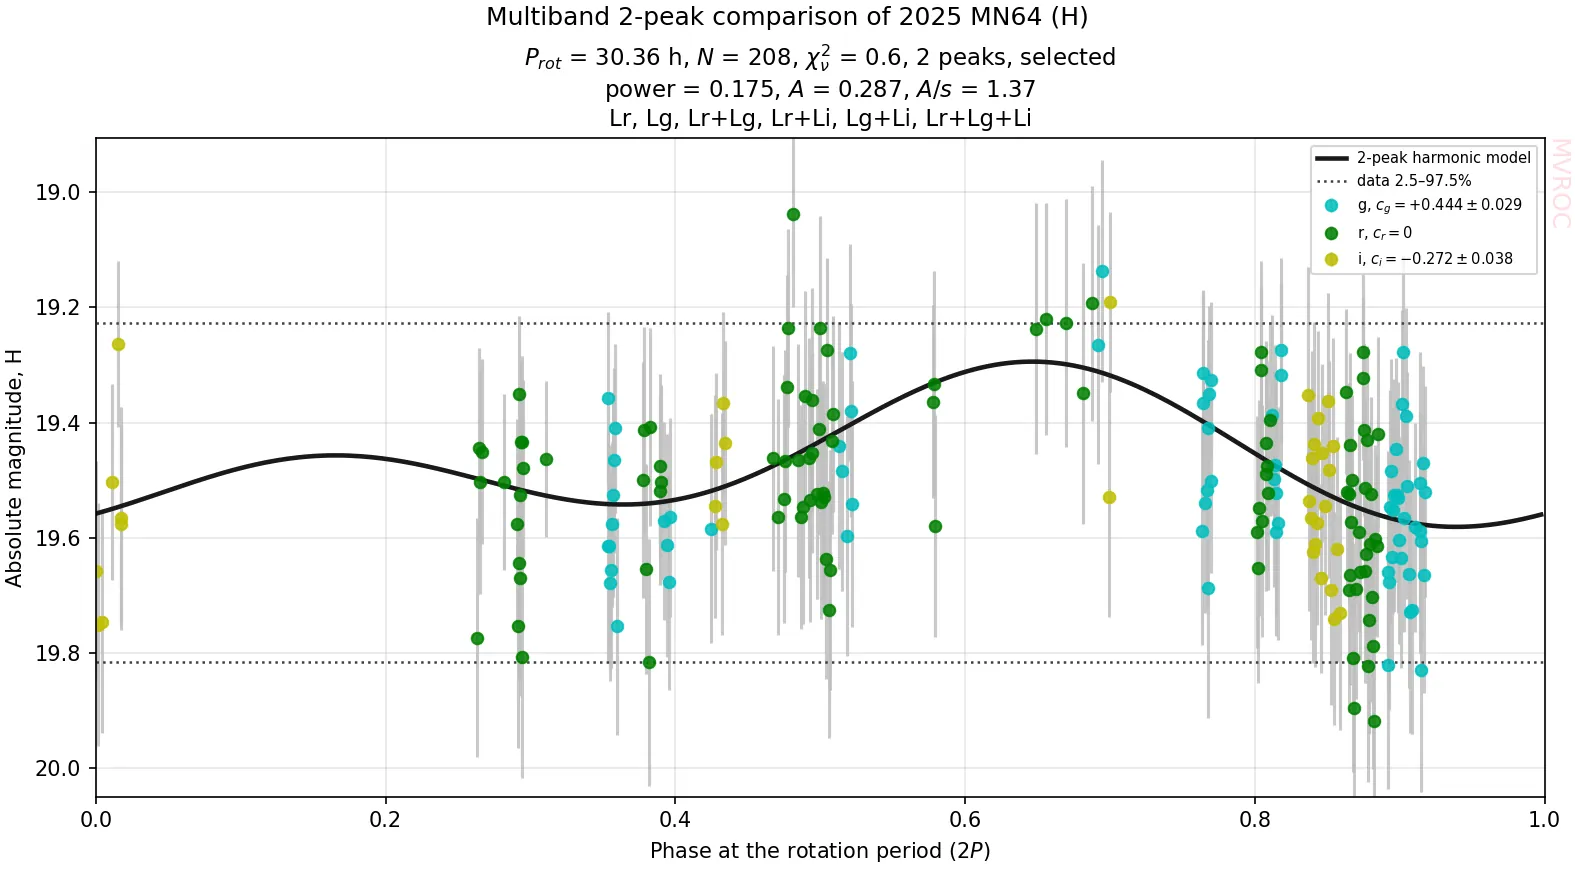 Multiband 2-peak comparison of 2025 MN64 (H)
P_rot = 30.36 h, N = 208, χ²_ν = 0.6, 2 peaks, selected
power = 0.175, A = 0.287, A/s = 1.37
Lr, Lg, Lr+Lg, Lr+Li, Lg+Li, Lr+Lg+Li
2-peak harmonic model
data 2.5–97.5%
g, c_g = +0.444 ± 0.029
r, c_r = 0
i, c_i = −0.272 ± 0.038
MVROC
Absolute magnitude, H
19.0
19.2
19.4
19.6
19.8
20.0
0.0 0.2 0.4 0.6 0.8 1.0
Phase at the rotation period (2P)